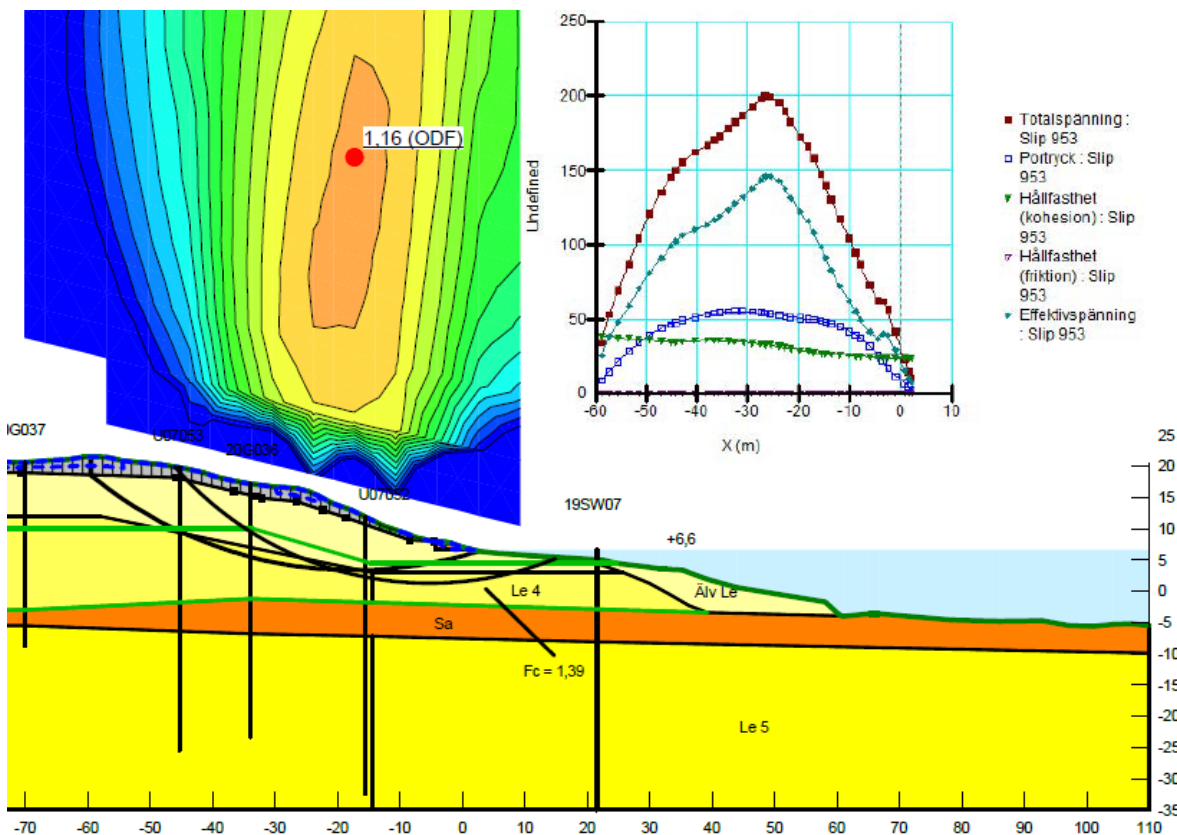 250
200
150
100
50
0
Undefined
-60
-50
-40
-30
-20
-10
0
10
X (m)
Totalspänning :
Slip 953
Portryck : Slip
953
Hållfasthet
(kohesion) : Slip
953
Hållfasthet
(friktion) : Slip
953
Effektivspänning
: Slip 953
1,16 (ODF)
0G037
U07053
20G036
U07052
19SW07
+6,6
Le 4
Älv Le
Sa
Fc = 1,39
Le 5
25
20
15
10
5
0
-5
-10
-15
-20
-25
-30
-35
-70
-60
-50
-40
-30
-20
-10
0
10
20
30
40
50
60
70
80
90
100
110